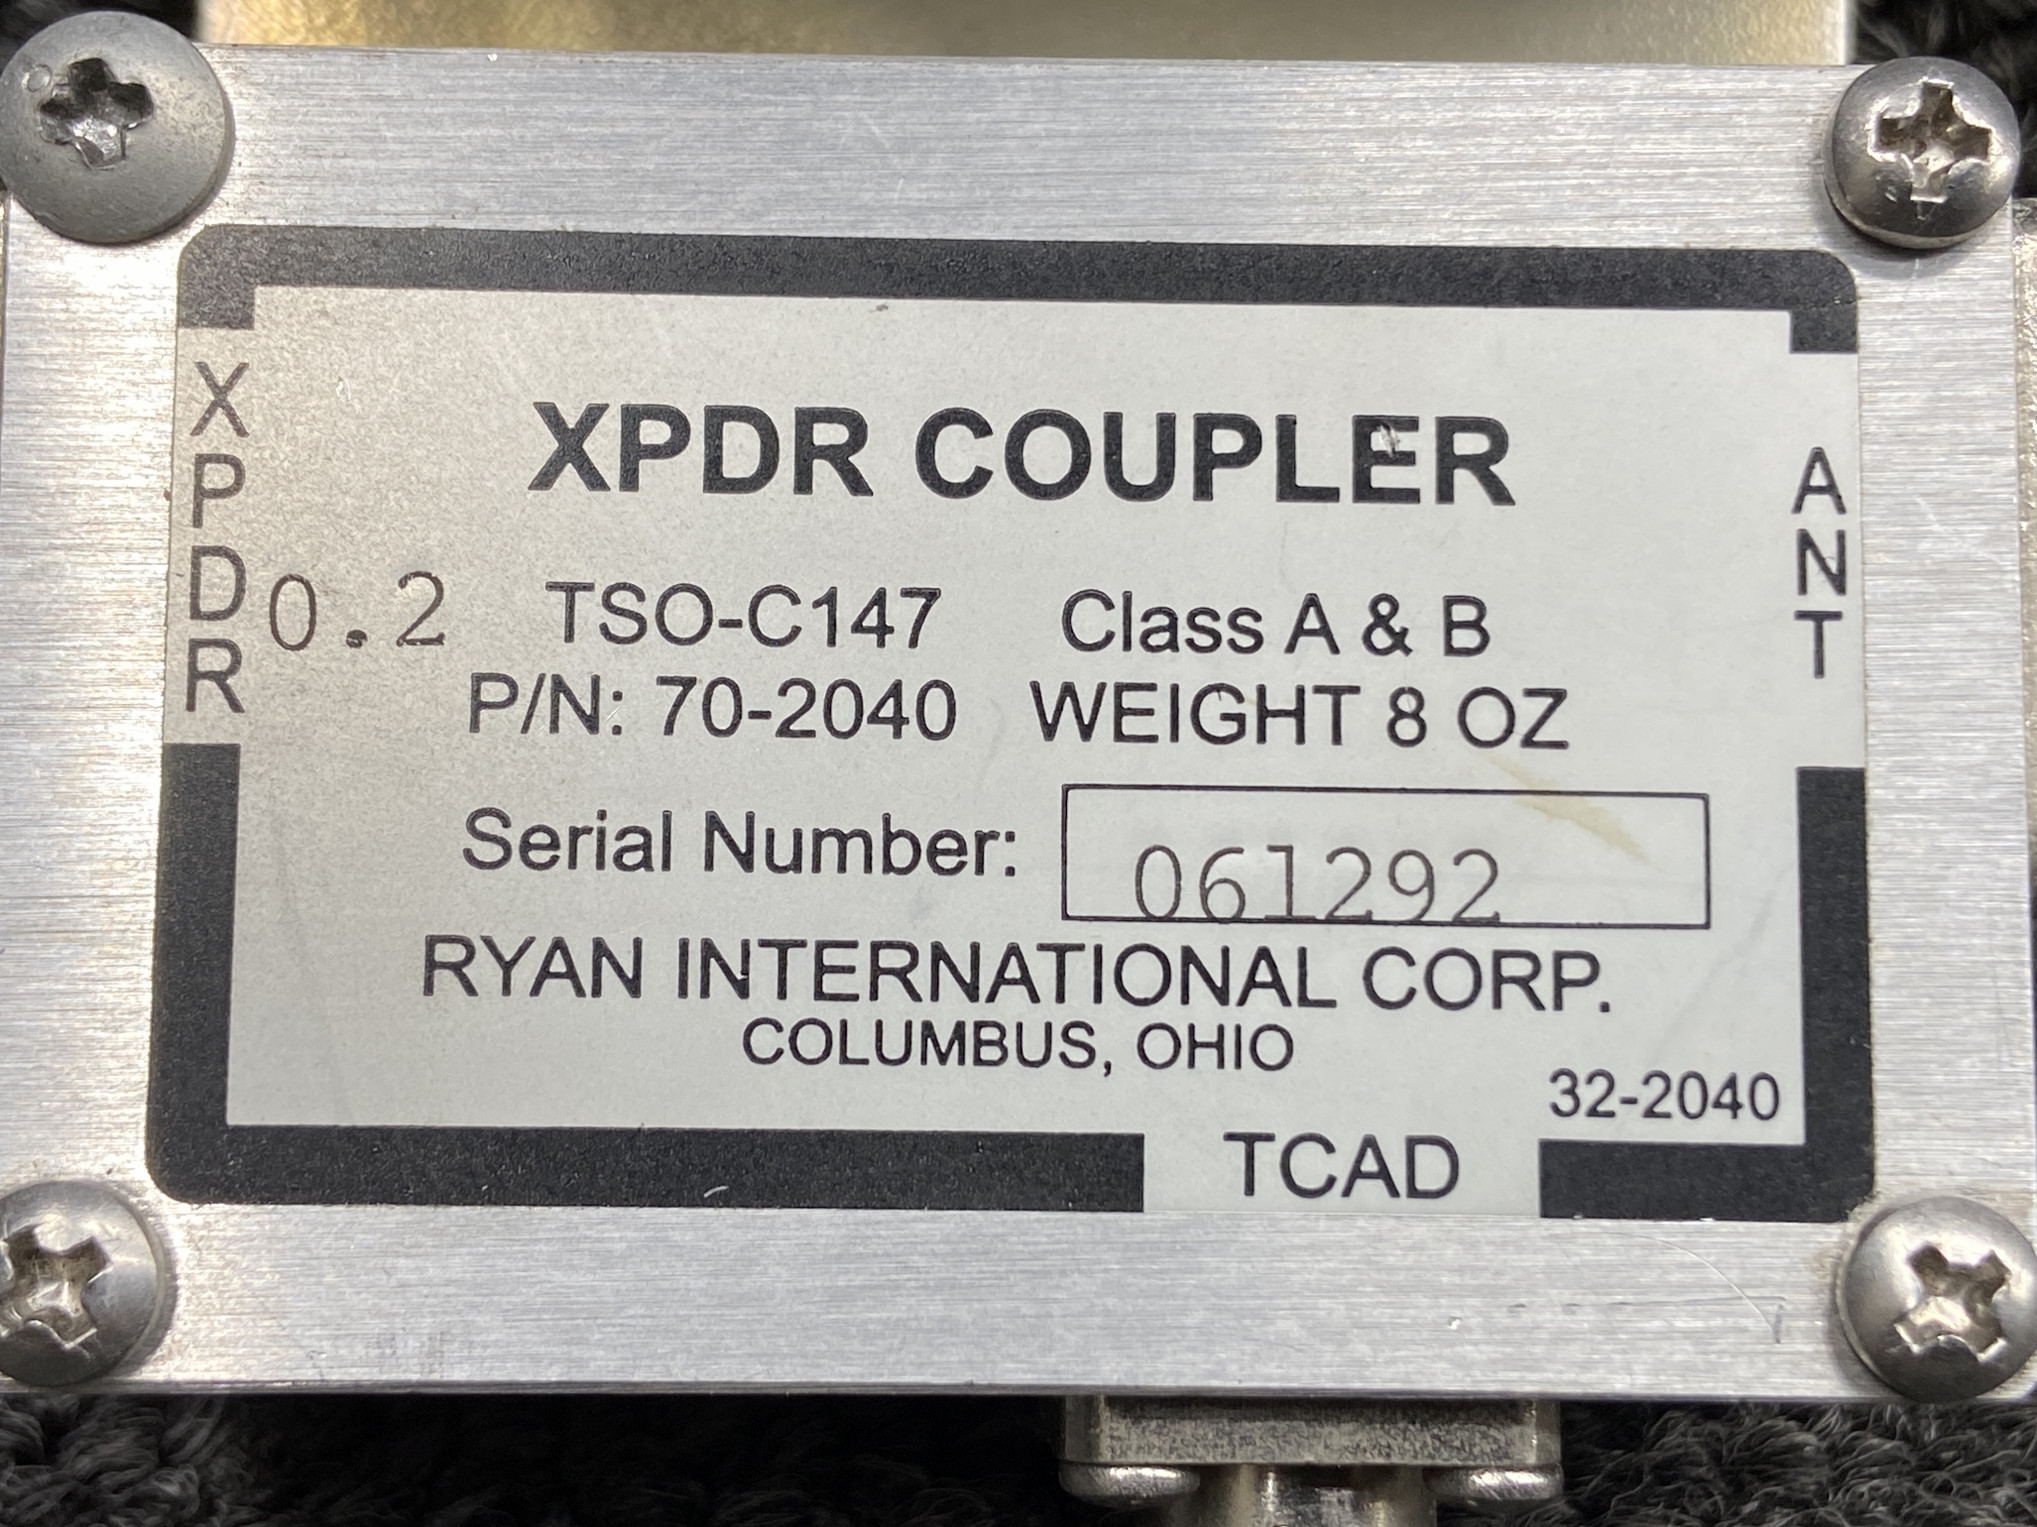 XPDR COUPLER
XPDR
ANT
0.2 TSO-C147 Class A & B
P/N: 70-2040 WEIGHT 8 OZ
Serial Number: 061292
RYAN INTERNATIONAL CORP.
COLUMBUS, OHIO
32-2040
TCAD